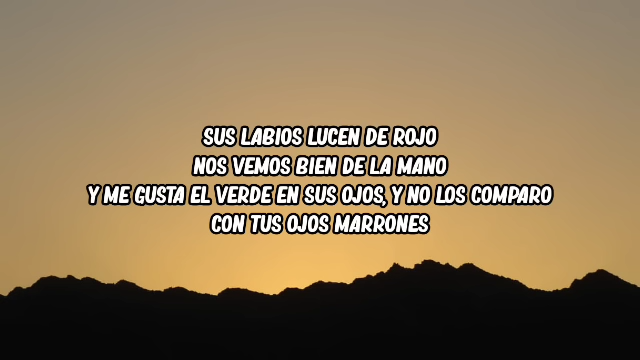 SUS LABIOS LUCEN DE ROJO
NOS VEMOS BIEN DE LA MANO
Y ME GUSTA EL VERDE EN SUS OJOS, Y NO LOS COMPARO
CON TUS OJOS MARRONES